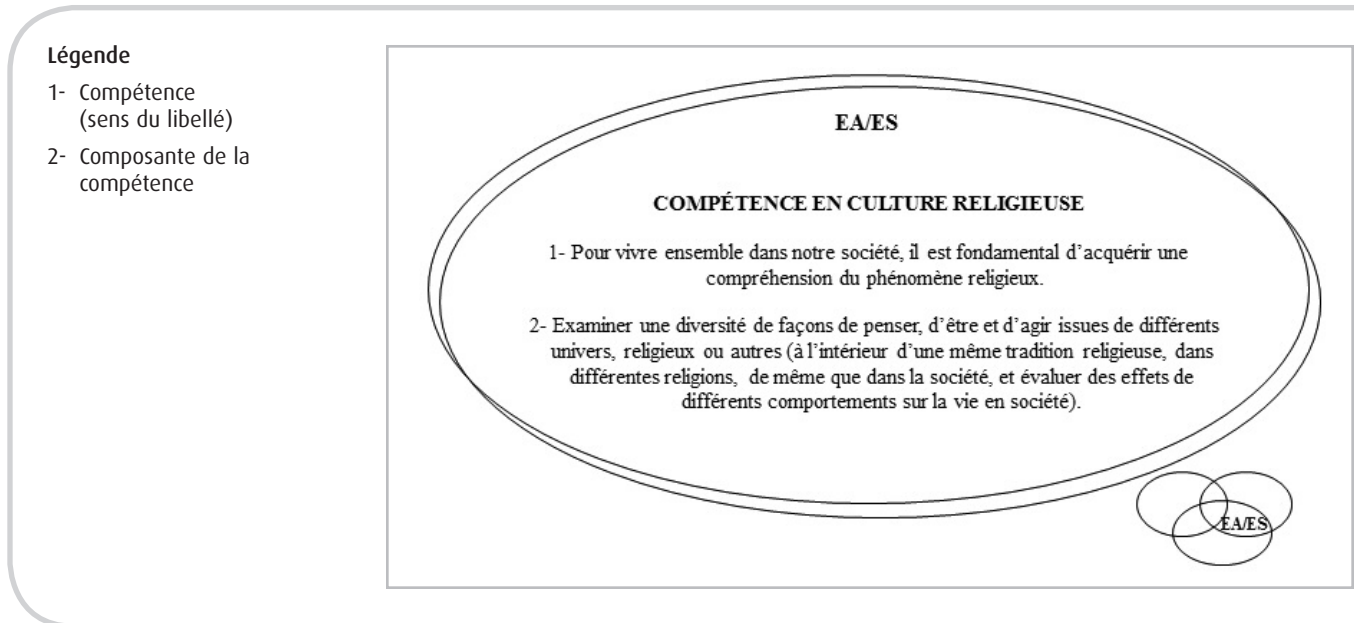 Légende
1- Compétence
(sens du libellé)
2- Composante de la
compétence
EA/ES
COMPÉTENCE EN CULTURE RELIGIEUSE
1- Pour vivre ensemble dans notre société, il est fondamental d’acquérir une
compréhension du phénomène religieux.
2- Examiner une diversité de façons de penser, d’être et d’agir issues de différents
univers, religieux ou autres (à l’intérieur d’une même tradition religieuse, dans
différentes religions, de même que dans la société, et évaluer des effets de
différents comportements sur la vie en société).
EA/ES